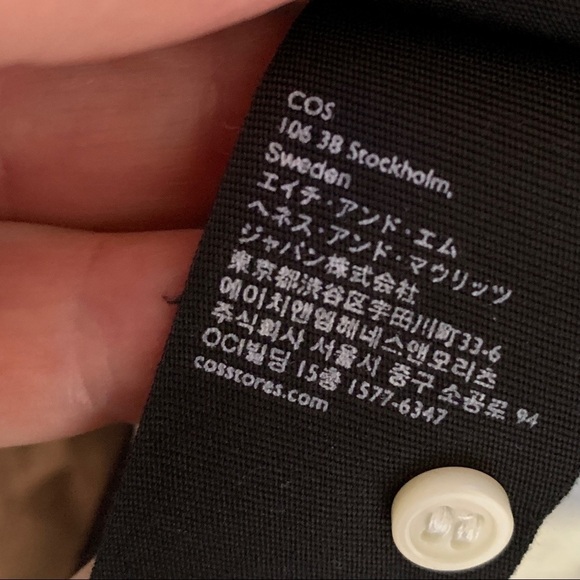 COS
106 38 Stockholm,
Sweden
エイチ・アンド・エム
ヘネス・アンド・マウリッツ
ジャパン株式会社
東京都渋谷区宇田川町33-6
에이치앤엠헤네스앤모리츠
주식회사 서울시 중구 소공로 94
OCI빌딩 15층 1577-6347
cosstores.com